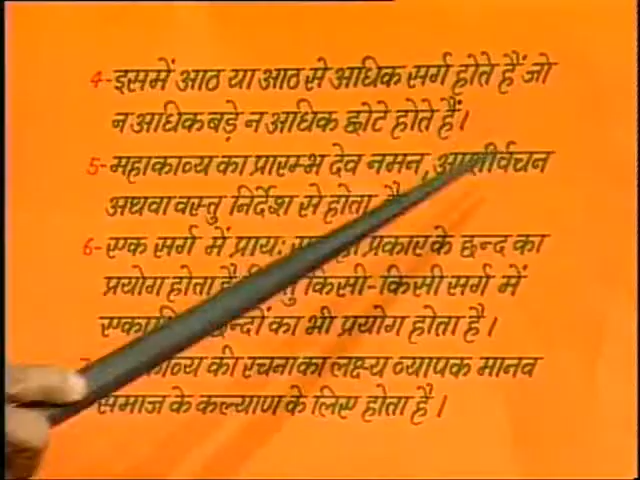 4-इसमें आठ या आठ से अधिक सर्ग होते हैं जो
न अधिक बड़े न अधिक छोटे होते हैं।
5-महाकाव्य का प्रारम्भ देव नमन, आशीर्वचन
अथवा वस्तु निर्देश से होता है
6-एक सर्ग में प्राय: प्रकार के छन्द का
प्रयोग होता है किसी-किसी सर्ग में
छन्दों का भी प्रयोग होता है।
की रचना का लक्ष्य व्यापक मानव
समाज के कल्याण के लिए होता है।